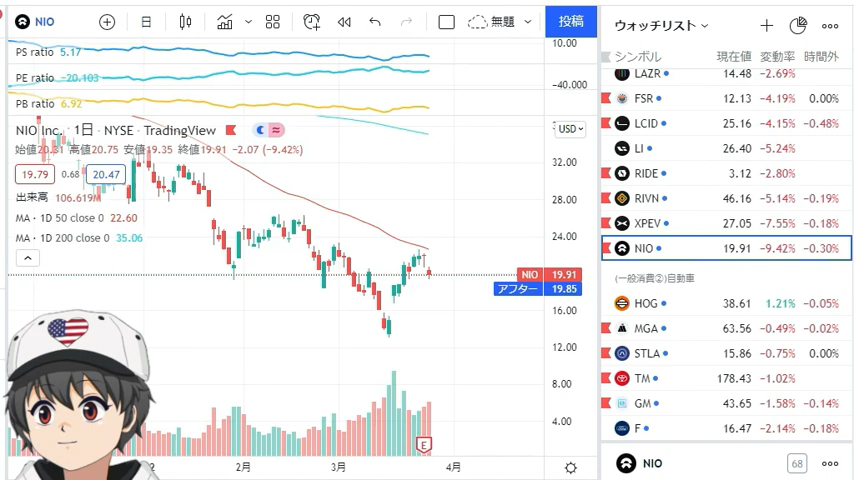 NIO 日 無題 投稿
PS ratio 5.17
PE ratio −20.103
PB ratio 6.92
NIO Inc. · 1日 · NYSE · TradingView
始値20.31 高値20.75 安値19.35 終値19.91 −2.07 (−9.42%)
19.79 0.68 20.47
出来高 106.619M
MA · 1D 50 close 0 22.60
MA · 1D 200 close 0 35.06
10.00
−40.000
USD
32.00
28.00
24.00
NIO 19.91
アフター 19.85
16.00
12.00
8.00
4.00
E
2 2月 3月 4月
ウォッチリスト
シンボル 現在値 変動率 時間外
LAZR 14.48 −2.69%
FSR 12.13 −4.19% 0.00%
LCID 25.16 −4.15% −0.48%
LI 26.40 −5.24%
RIDE 3.12 −2.80%
RIVN 46.16 −5.14% −0.19%
XPEV 27.05 −7.55% −0.18%
NIO 19.91 −9.42% −0.30%
(一般消費②)自動車
HOG 38.61 1.21% −0.05%
MGA 63.56 −0.49% −0.02%
STLA 15.86 −0.75% 0.00%
TM 178.43 −1.02%
GM 43.65 −1.58% −0.14%
F 16.47 −2.14% −0.18%
NIO 68